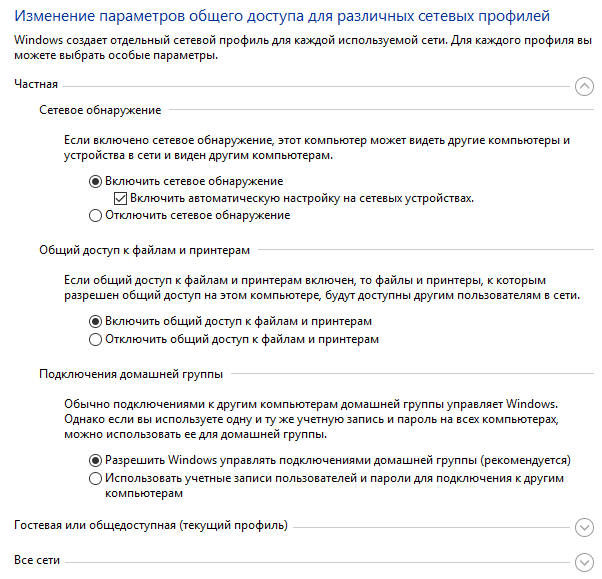 Изменение параметров общего доступа для различных сетевых профилей
Windows создает отдельный сетевой профиль для каждой используемой сети. Для каждого профиля вы
можете выбрать особые параметры.
Частная
Сетевое обнаружение
Если включено сетевое обнаружение, этот компьютер может видеть другие компьютеры и
устройства в сети и виден другим компьютерам.
Включить сетевое обнаружение
Включить автоматическую настройку на сетевых устройствах.
Отключить сетевое обнаружение
Общий доступ к файлам и принтерам
Если общий доступ к файлам и принтерам включен, то файлы и принтеры, к которым
разрешен общий доступ на этом компьютере, будут доступны другим пользователям в сети.
Включить общий доступ к файлам и принтерам
Отключить общий доступ к файлам и принтерам
Подключения домашней группы
Обычно подключениями к другим компьютерам домашней группы управляет Windows.
Однако если вы используете одну и ту же учетную запись и пароль на всех компьютерах,
можно использовать ее для домашней группы.
Разрешить Windows управлять подключениями домашней группы (рекомендуется)
Использовать учетные записи пользователей и пароли для подключения к другим
компьютерам
Гостевая или общедоступная (текущий профиль)
Все сети